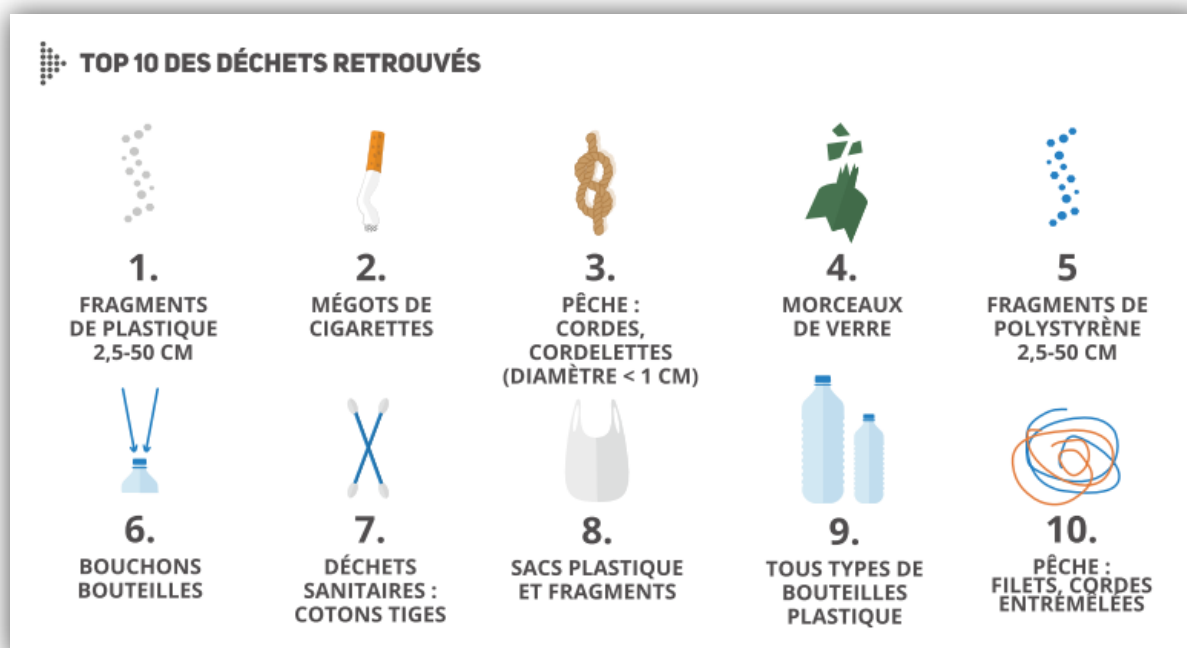 TOP 10 DES DÉCHETS RETROUVÉS
1.
FRAGMENTS
DE PLASTIQUE
2,5-50 CM
2.
MÉGOTS DE
CIGARETTES
3.
PÊCHE :
CORDES,
CORDELETTES
(DIAMÈTRE < 1 CM)
4.
MORCEAUX
DE VERRE
5
FRAGMENTS DE
POLYSTYRÈNE
2,5-50 CM
6.
BOUCHONS
BOUTEILLES
7.
DÉCHETS
SANITAIRES :
COTONS TIGES
8.
SACS PLASTIQUE
ET FRAGMENTS
9.
TOUS TYPES DE
BOUTEILLES
PLASTIQUE
10.
PÊCHE :
FILETS, CORDES
ENTREMÊLÉES